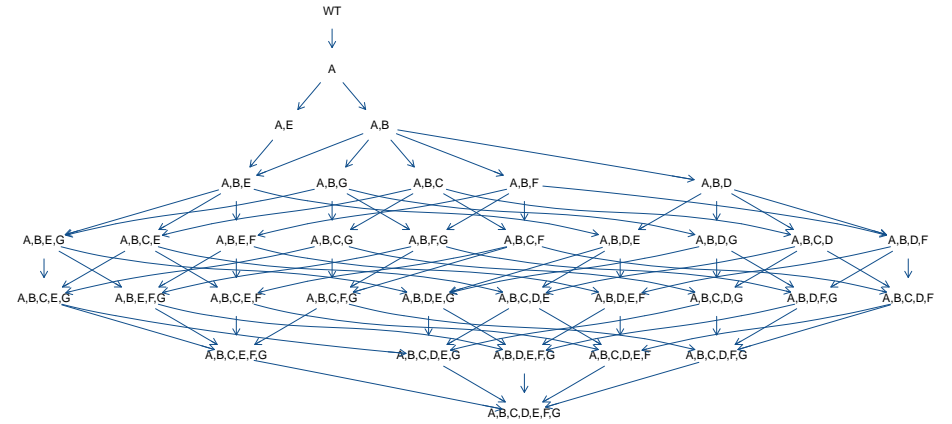 WT
A
A,E A,B
A,B,E A,B,G A,B,C A,B,F A,B,D
A,B,E,G A,B,C,E A,B,E,F A,B,C,G A,B,F,G A,B,C,F A,B,D,E A,B,D,G A,B,C,D A,B,D,F
A,B,C,E,G A,B,E,F,G A,B,C,E,F A,B,C,F,G A,B,D,E,G A,B,C,D,E A,B,D,E,F A,B,C,D,G A,B,D,F,G A,B,C,D,F
A,B,C,E,F,G A,B,C,D,E,G A,B,D,E,F,G A,B,C,D,E,F A,B,C,D,F,G
A,B,C,D,E,F,G